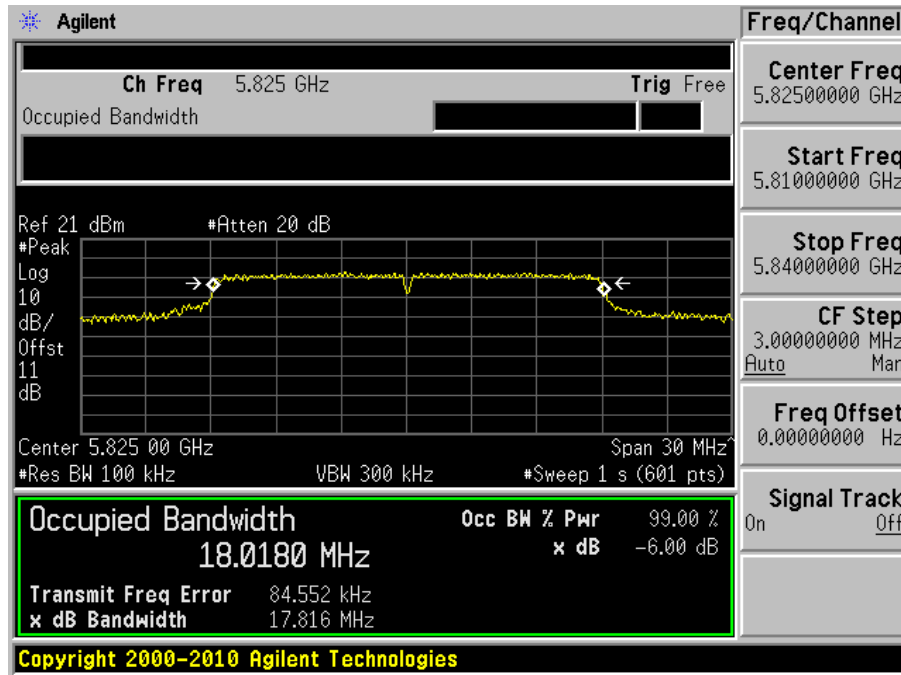 Agilent
Freq/Channel
Ch Freq 5.825 GHz Trig Free
Occupied Bandwidth
Center Freq
5.82500000 GHz
Start Freq
5.81000000 GHz
Stop Freq
5.84000000 GHz
CF Step
3.00000000 MHz
Auto Man
Freq Offset
0.00000000 Hz
Signal Track
On Off
Ref 21 dBm #Atten 20 dB
#Peak
Log
10
dB/
Offst
11
dB
Center 5.825 00 GHz Span 30 MHz^
#Res BW 100 kHz VBW 300 kHz #Sweep 1 s (601 pts)
Occupied Bandwidth Occ BW % Pwr 99.00 %
18.0180 MHz x dB -6.00 dB
Transmit Freq Error 84.552 kHz
x dB Bandwidth 17.816 MHz
Copyright 2000-2010 Agilent Technologies